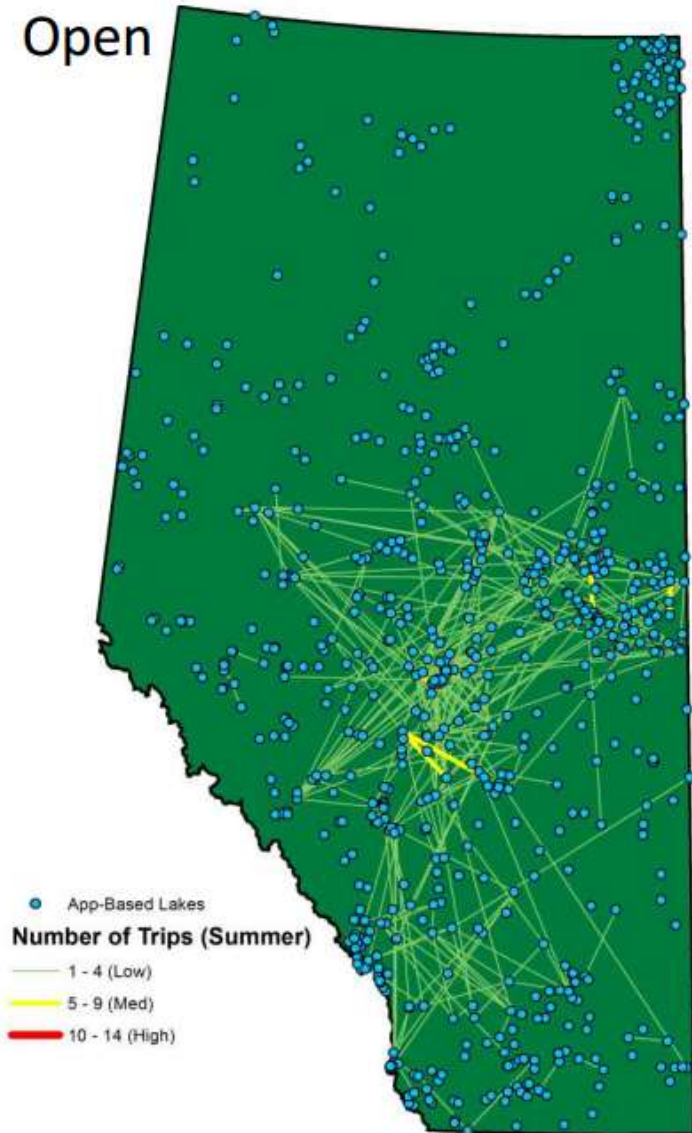 Open
App-Based Lakes
Number of Trips (Summer)
1 - 4 (Low)
5 - 9 (Med)
10 - 14 (High)